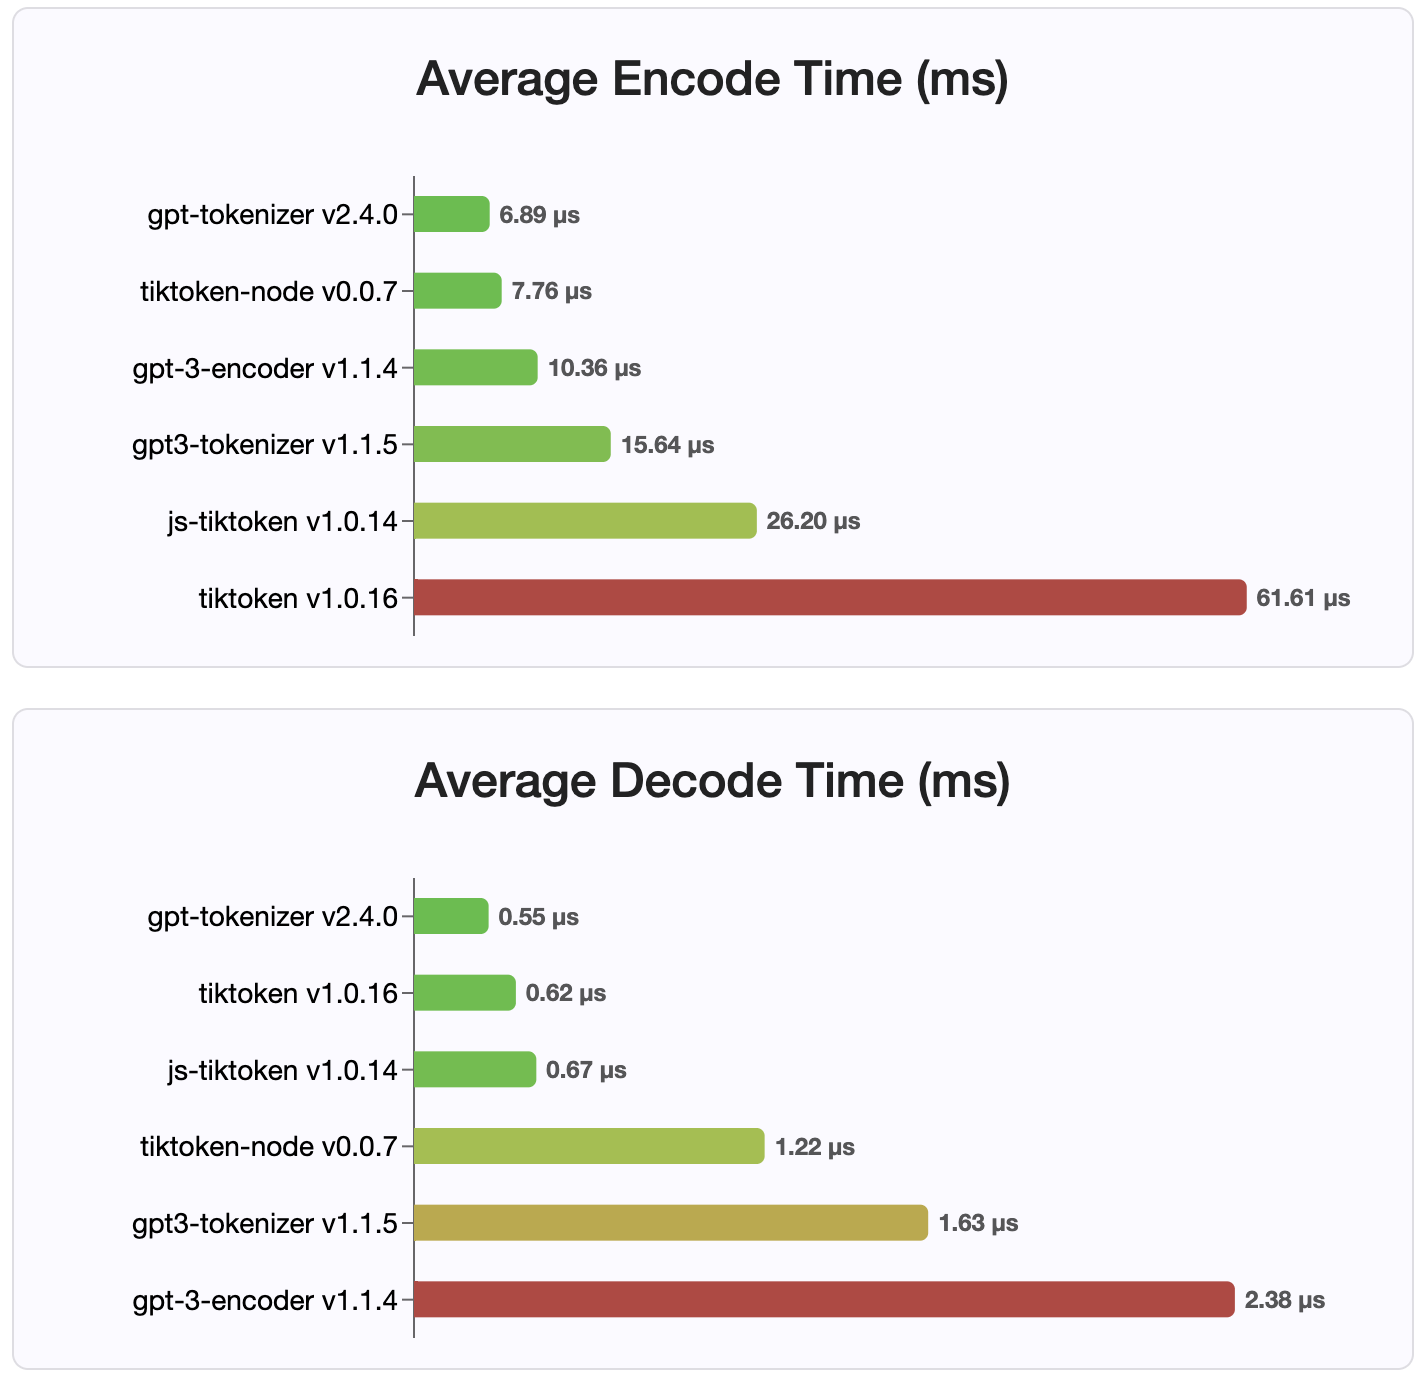 Average Encode Time (ms)
gpt-tokenizer v2.4.0 6.89 µs
tiktoken-node v0.0.7 7.76 µs
gpt-3-encoder v1.1.4 10.36 µs
gpt3-tokenizer v1.1.5 15.64 µs
js-tiktoken v1.0.14 26.20 µs
tiktoken v1.0.16 61.61 µs
Average Decode Time (ms)
gpt-tokenizer v2.4.0 0.55 µs
tiktoken v1.0.16 0.62 µs
js-tiktoken v1.0.14 0.67 µs
tiktoken-node v0.0.7 1.22 µs
gpt3-tokenizer v1.1.5 1.63 µs
gpt-3-encoder v1.1.4 2.38 µs